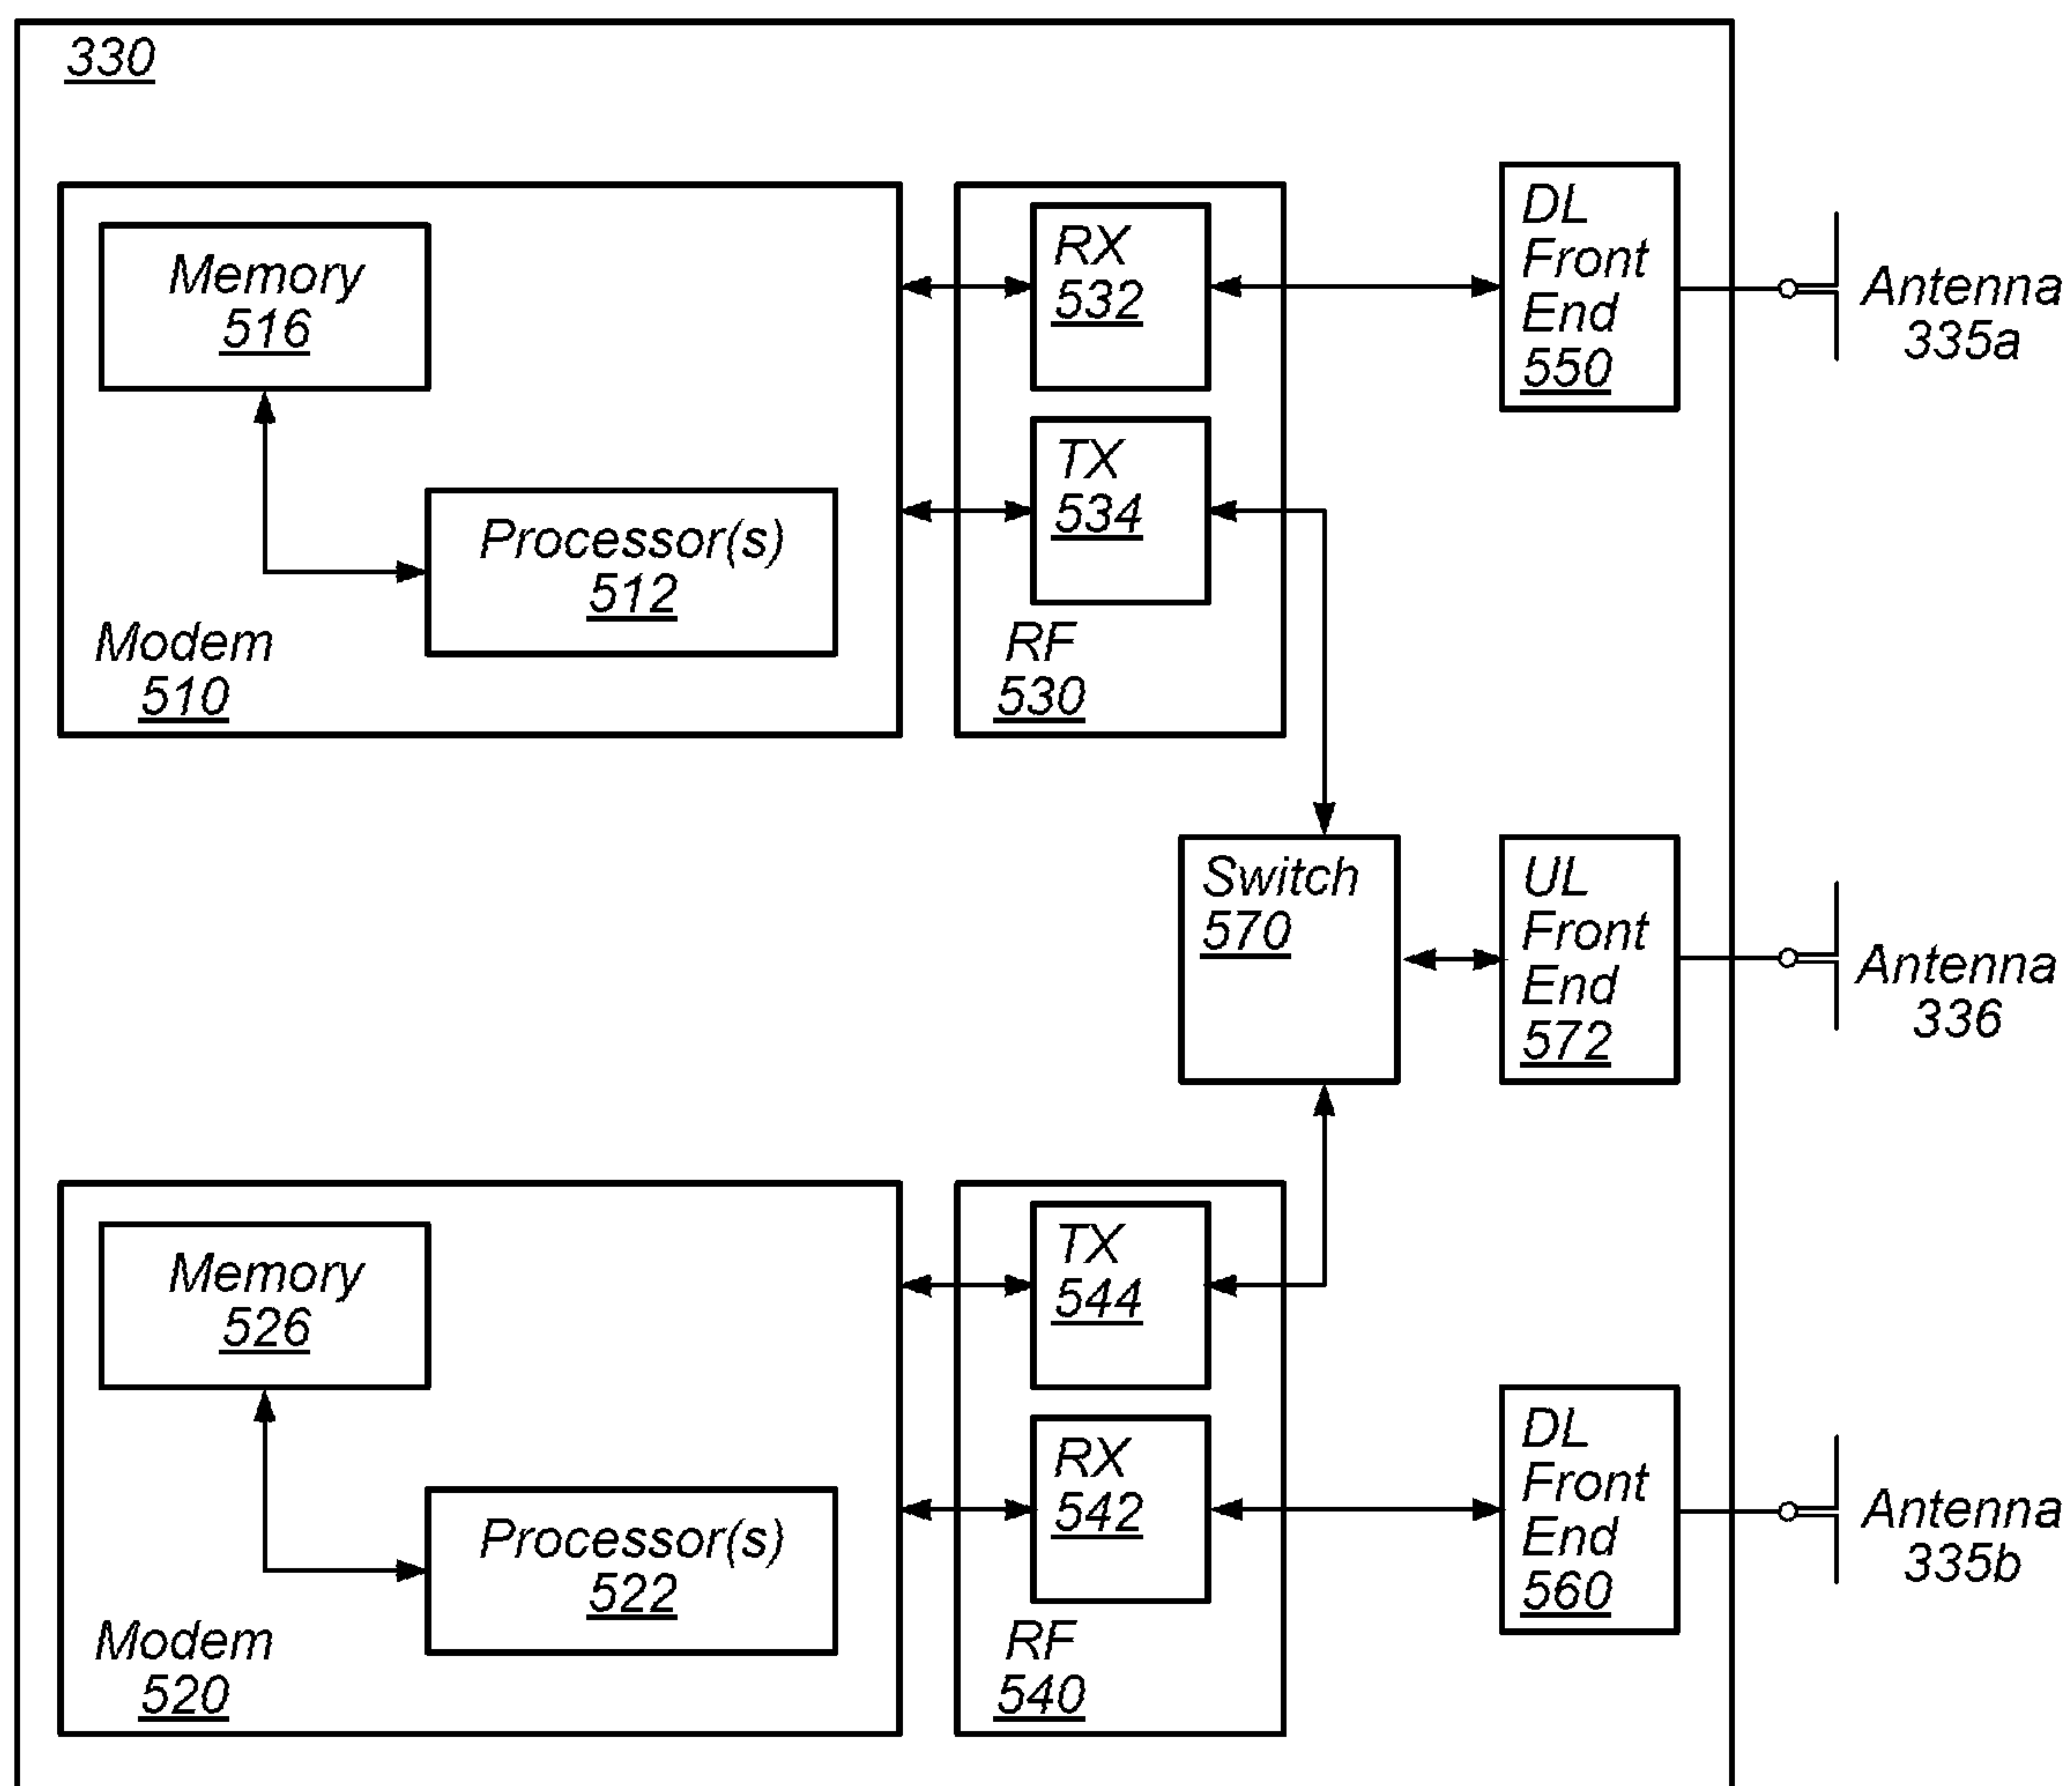 330
Memory
516
Processor(s)
512
Modem
510
RX
532
TX
534
RF
530
DL
Front
End
550
Antenna
335a
Switch
570
UL
Front
End
572
Antenna
336
Memory
526
Processor(s)
522
Modem
520
TX
544
RX
542
RF
540
DL
Front
End
560
Antenna
335b